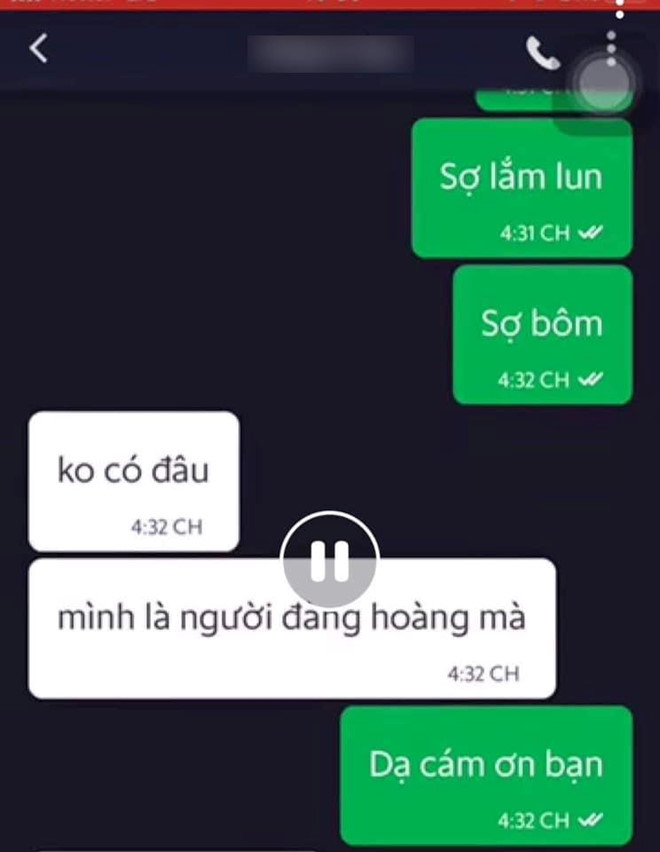 Sợ lắm lun
4:31 CH
Sợ bôm
4:32 CH
ko có đâu
4:32 CH
mình là người đàng hoàng mà
4:32 CH
Dạ cám ơn bạn
4:32 CH